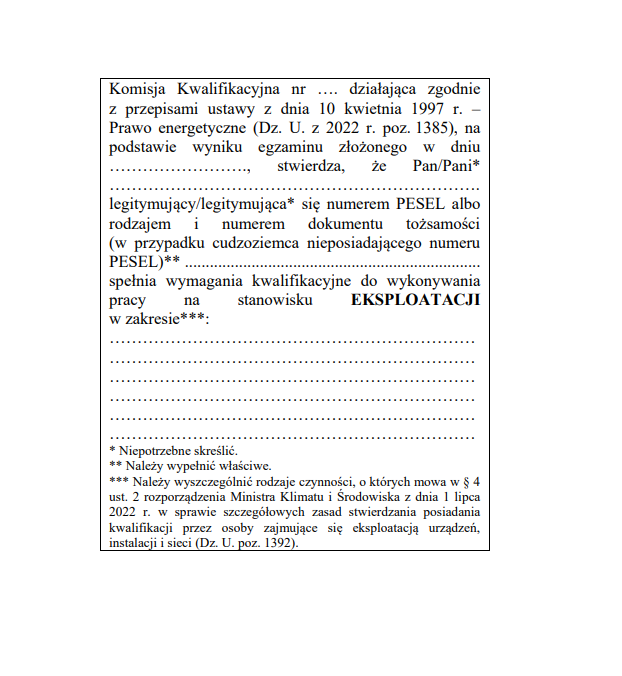 Komisja Kwalifikacyjna nr …. działająca zgodnie
z przepisami ustawy z dnia 10 kwietnia 1997 r. –
Prawo energetyczne (Dz. U. z 2022 r. poz. 1385), na
podstawie wyniku egzaminu złożonego w dniu
……………………., stwierdza, że Pan/Pani*
………………………………………………………….
legitymujący/legitymująca* się numerem PESEL albo
rodzajem i numerem dokumentu tożsamości
(w przypadku cudzoziemca nieposiadającego numeru
PESEL)** .........................................................................
spełnia wymagania kwalifikacyjne do wykonywania
pracy na stanowisku EKSPLOATACJI
w zakresie***:
…………………………………………………………
…………………………………………………………
…………………………………………………………
…………………………………………………………
…………………………………………………………
…………………………………………………………
* Niepotrzebne skreślić.
** Należy wypełnić właściwe.
*** Należy wyszczególnić rodzaje czynności, o których mowa w § 4
ust. 2 rozporządzenia Ministra Klimatu i Środowiska z dnia 1 lipca
2022 r. w sprawie szczegółowych zasad stwierdzania posiadania
kwalifikacji przez osoby zajmujące się eksploatacją urządzeń,
instalacji i sieci (Dz. U. poz. 1392).